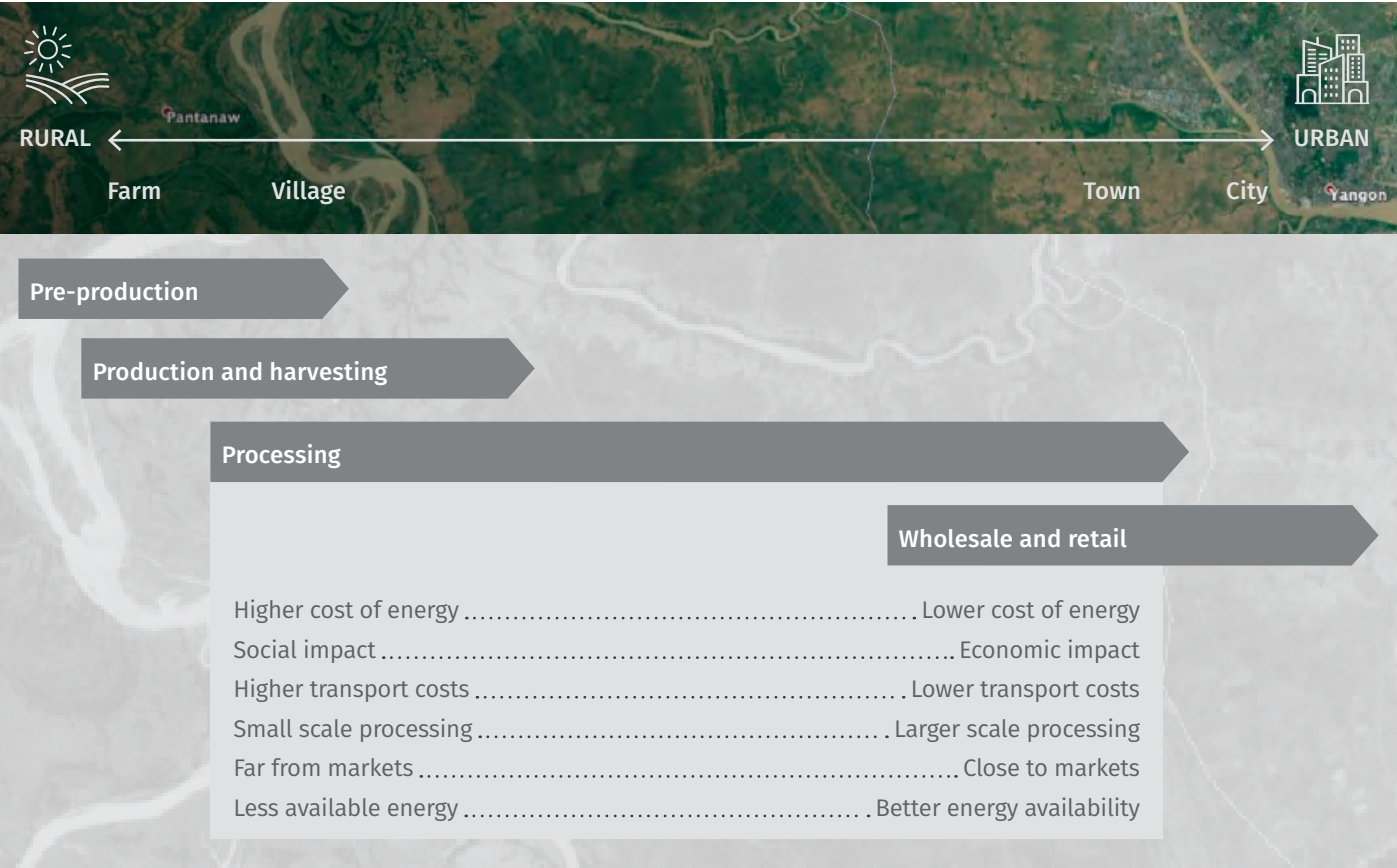 Pantanaw
RURAL
URBAN
Farm
Village
Town
City
Yangon
Pre-production
Production and harvesting
Processing
Wholesale and retail
Higher cost of energy Lower cost of energy
Social impact Economic impact
Higher transport costs Lower transport costs
Small scale processing Larger scale processing
Far from markets Close to markets
Less available energy Better energy availability